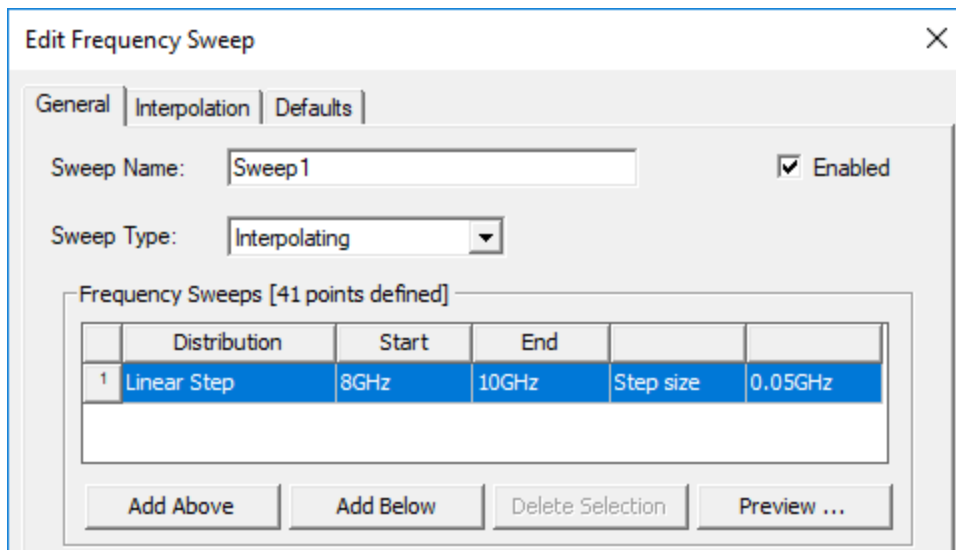 Edit Frequency Sweep
General Interpolation Defaults
Sweep Name: Sweep1 Enabled
Sweep Type: Interpolating
Frequency Sweeps [41 points defined]
Distribution Start End
1 Linear Step 8GHz 10GHz Step size 0.05GHz
Add Above Add Below Delete Selection Preview ...